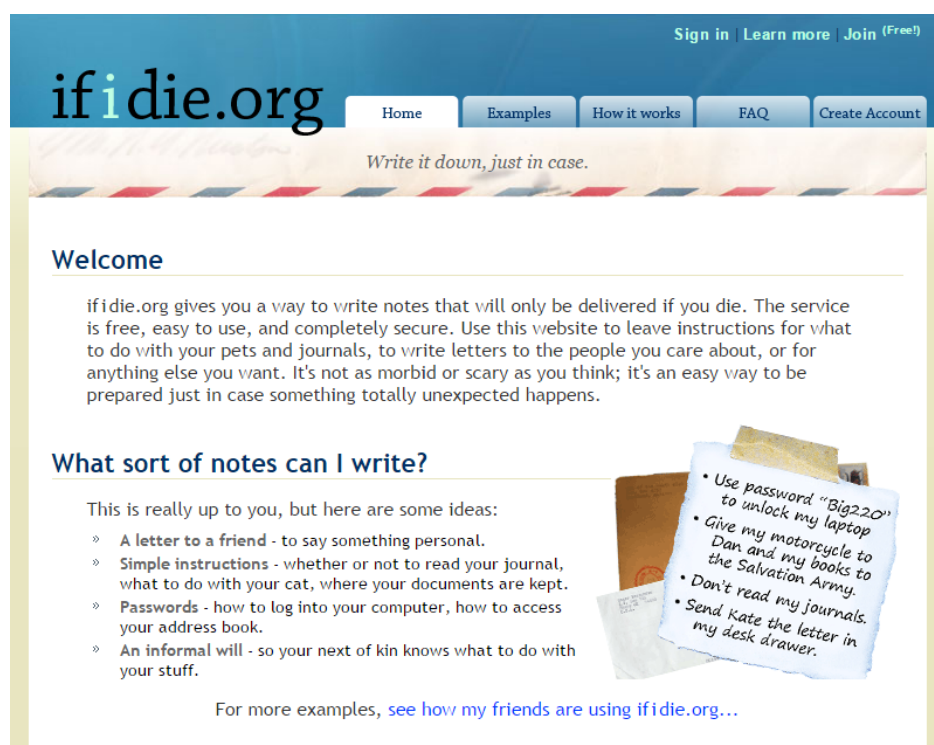 Sign in | Learn more | Join (Free!)
ifidie.org
Home
Examples
How it works
FAQ
Create Account
Write it down, just in case.
Welcome
ifidie.org gives you a way to write notes that will only be delivered if you die. The service
is free, easy to use, and completely secure. Use this website to leave instructions for what
to do with your pets and journals, to write letters to the people you care about, or for
anything else you want. It's not as morbid or scary as you think; it's an easy way to be
prepared just in case something totally unexpected happens.
What sort of notes can I write?
This is really up to you, but here are some ideas:
» A letter to a friend - to say something personal.
» Simple instructions - whether or not to read your journal,
what to do with your cat, where your documents are kept.
» Passwords - how to log into your computer, how to access
your address book.
» An informal will - so your next of kin knows what to do with
your stuff.
• Use password "Big220"
to unlock my laptop
• Give my motorcycle to
Dan and my books to
the Salvation Army.
• Don't read my journals.
• Send Kate the letter in
my desk drawer.
For more examples, see how my friends are using ifidie.org...